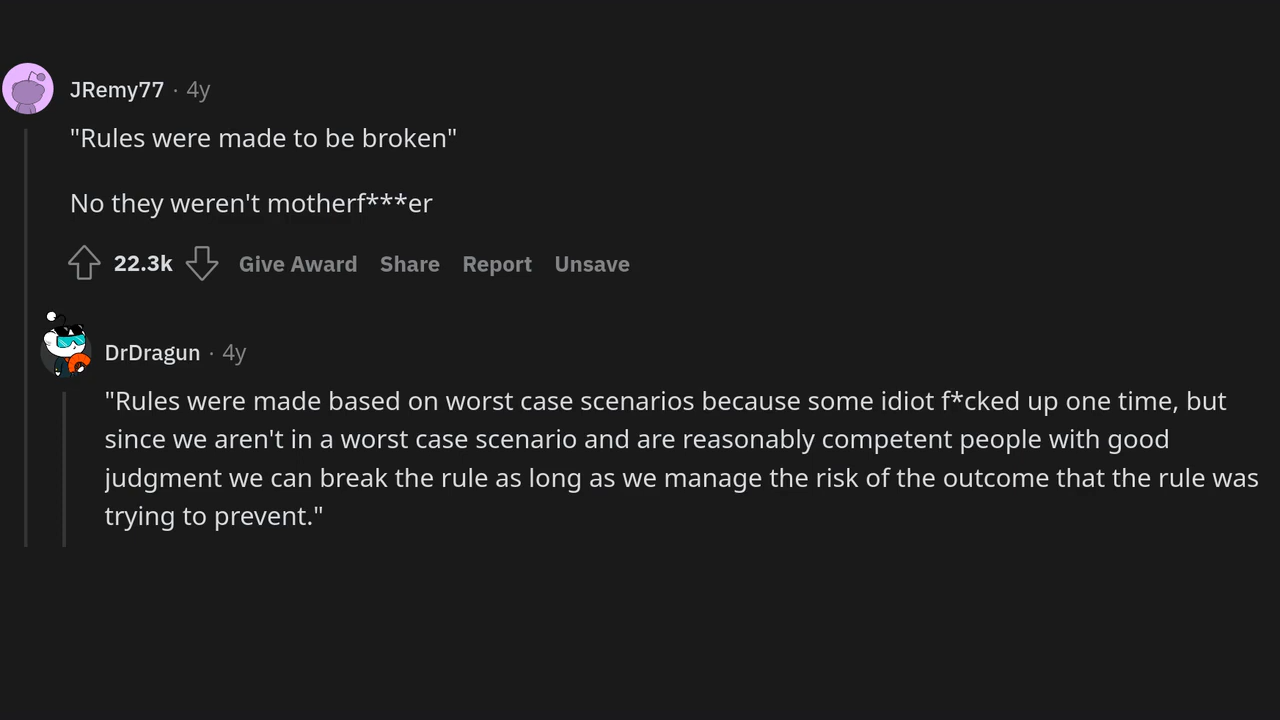 JRemy77 · 4y
"Rules were made to be broken"
No they weren't motherf***er
22.3k Give Award Share Report Unsave
DrDragun · 4y
"Rules were made based on worst case scenarios because some idiot f*cked up one time, but
since we aren't in a worst case scenario and are reasonably competent people with good
judgment we can break the rule as long as we manage the risk of the outcome that the rule was
trying to prevent."